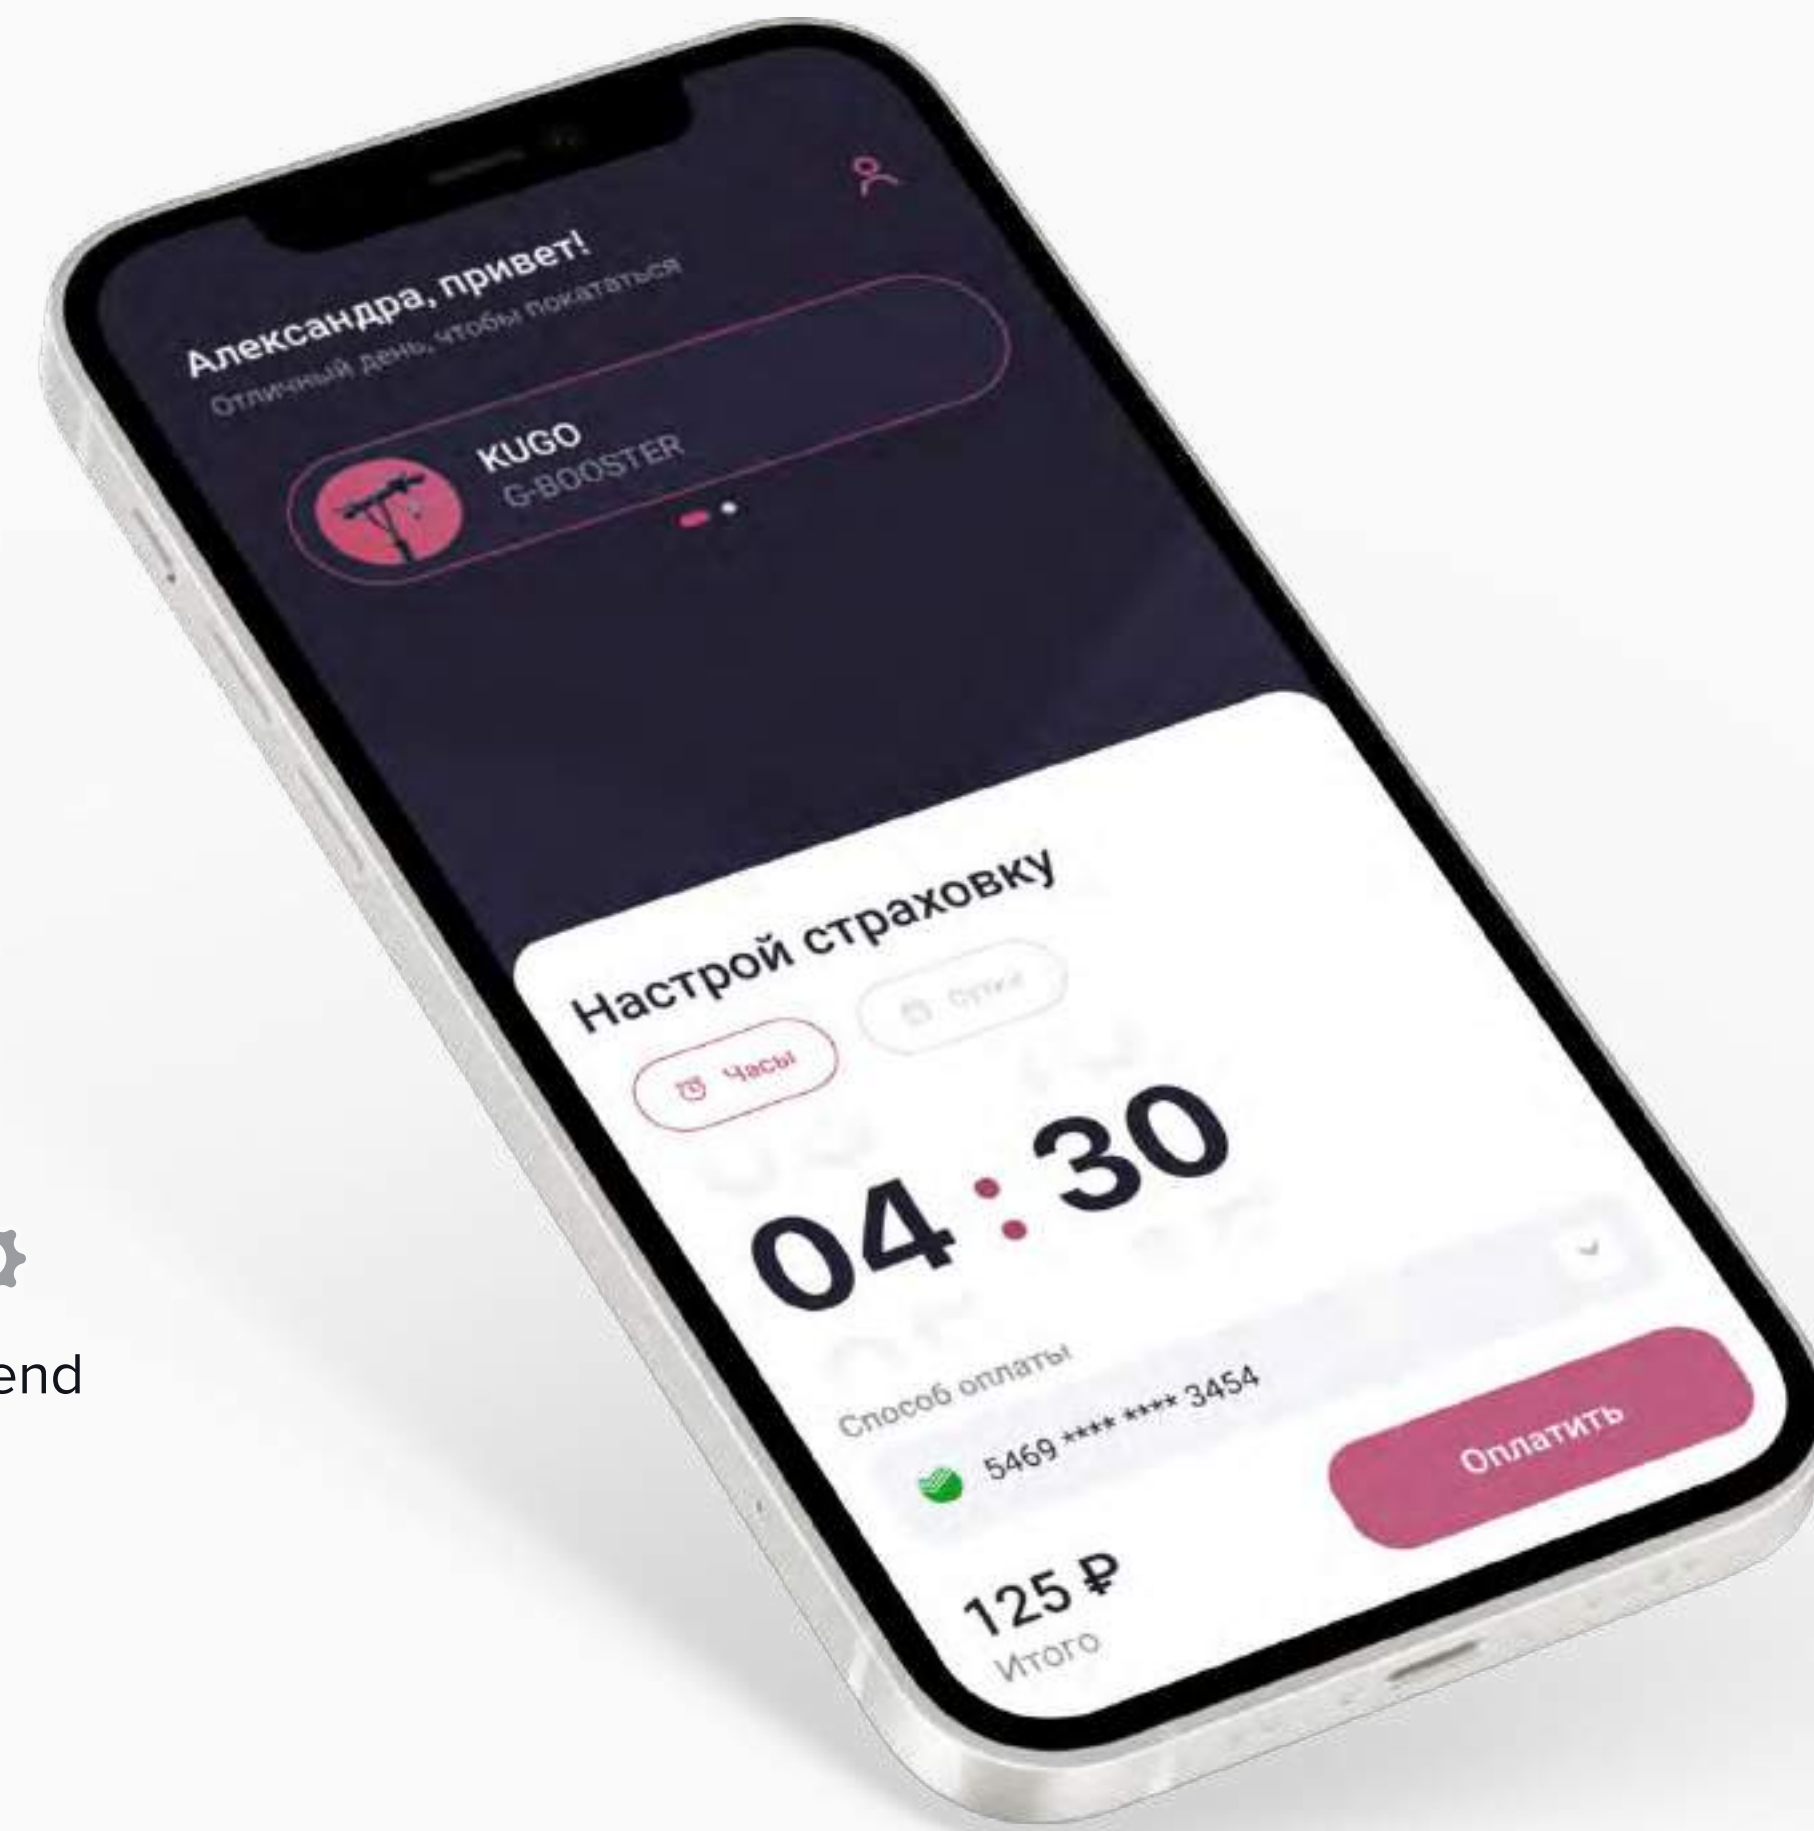 Александра, привет!
Отличный день, чтобы покататься
KUGO
G-BOOSTER
Настрой страховку
Часы
Сутки
04:30
Способ оплаты
5469 **** **** 3454
125 ₽
Итого
Оплатить
end